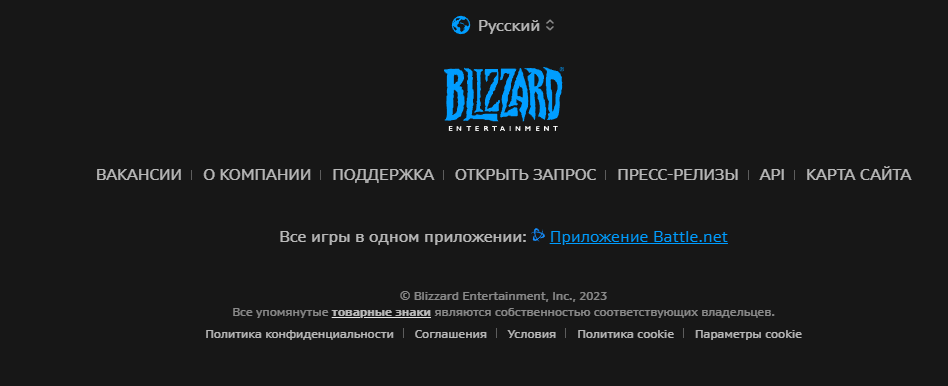 Русский
BLIZZARD
ENTERTAINMENT
ВАКАНСИИ | О КОМПАНИИ | ПОДДЕРЖКА | ОТКРЫТЬ ЗАПРОС | ПРЕСС-РЕЛИЗЫ | API | КАРТА САЙТА
Все игры в одном приложении: Приложение Battle.net
© Blizzard Entertainment, Inc., 2023
Все упомянутые товарные знаки являются собственностью соответствующих владельцев.
Политика конфиденциальности | Соглашения | Условия | Политика cookie | Параметры cookie